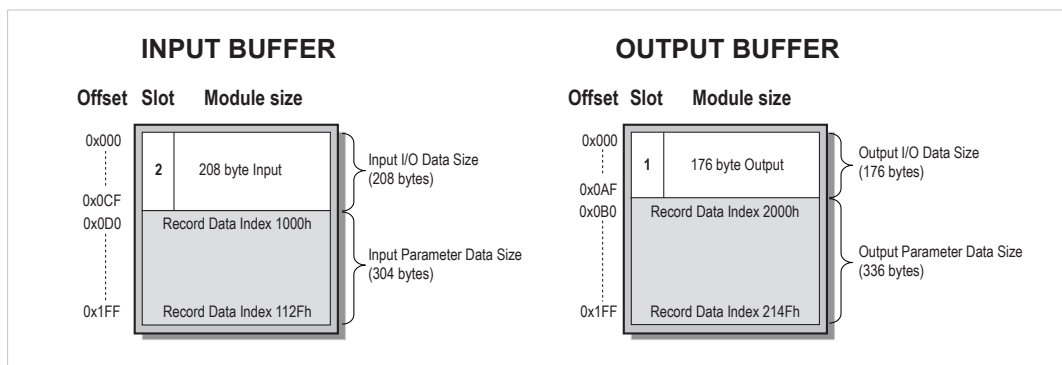 INPUT BUFFER
Offset Slot Module size
0x000
2 208 byte Input
Input I/O Data Size
(208 bytes)
0x0CF
0x0D0
Record Data Index 1000h
Input Parameter Data Size
(304 bytes)
0x1FF
Record Data Index 112Fh
OUTPUT BUFFER
Offset Slot Module size
0x000
1 176 byte Output
Output I/O Data Size
(176 bytes)
0x0AF
0x0B0
Record Data Index 2000h
Output Parameter Data Size
(336 bytes)
0x1FF
Record Data Index 214Fh